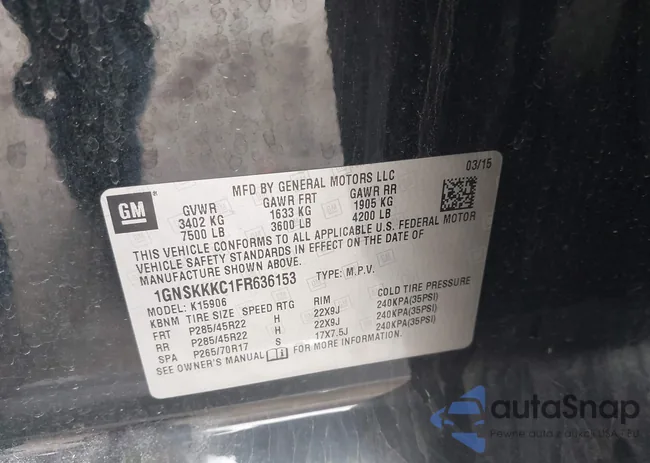 03/15
MFD BY GENERAL MOTORS LLC
GM
GVWR GAWR FRT GAWR RR
3402 KG 1633 KG 1905 KG
7500 LB 3600 LB 4200 LB
THIS VEHICLE CONFORMS TO ALL APPLICABLE U.S. FEDERAL MOTOR
VEHICLE SAFETY STANDARDS IN EFFECT ON THE DATE OF
MANUFACTURE SHOWN ABOVE.
1GNSKKKC1FR636153 TYPE: M.P.V.
MODEL: K15906
KBNM TIRE SIZE SPEED RTG RIM COLD TIRE PRESSURE
FRT P285/45R22 H 22X9J 240KPA(35PSI)
RR P285/45R22 H 22X9J 240KPA(35PSI)
SPA P265/70R17 S 17X7.5J 240KPA(35PSI)
SEE OWNER'S MANUAL FOR MORE INFORMATION.
autoSnap